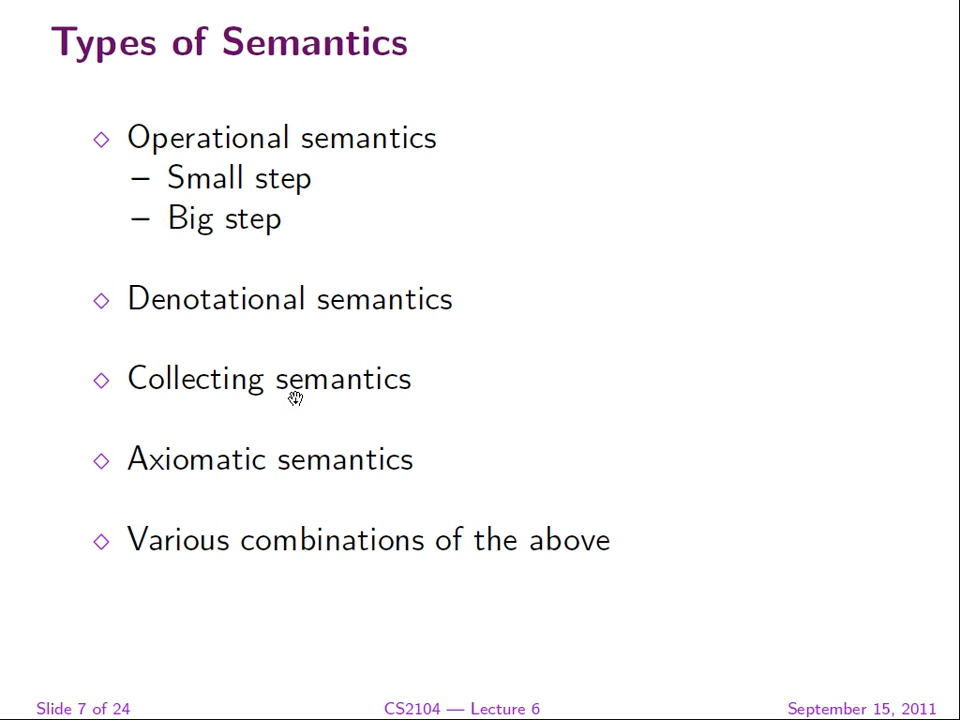 Types of Semantics
◇ Operational semantics
– Small step
– Big step
◇ Denotational semantics
◇ Collecting semantics
◇ Axiomatic semantics
◇ Various combinations of the above
Slide 7 of 24 CS2104 — Lecture 6 September 15, 2011